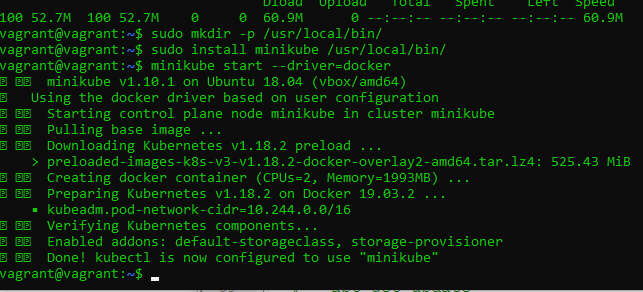 Dload Upload Total Spent Left Speed
100 52.7M 100 52.7M 0 0 60.9M 0 --:--:-- --:--:-- --:--:-- 60.9M
vagrant@vagrant:~$ sudo mkdir -p /usr/local/bin/
vagrant@vagrant:~$ sudo install minikube /usr/local/bin/
vagrant@vagrant:~$ minikube start --driver=docker
minikube v1.10.1 on Ubuntu 18.04 (vbox/amd64)
Using the docker driver based on user configuration
Starting control plane node minikube in cluster minikube
Pulling base image ...
Downloading Kubernetes v1.18.2 preload ...
> preloaded-images-k8s-v3-v1.18.2-docker-overlay2-amd64.tar.lz4: 525.43 MiB
Creating docker container (CPUs=2, Memory=1993MB) ...
Preparing Kubernetes v1.18.2 on Docker 19.03.2 ...
▪ kubeadm.pod-network-cidr=10.244.0.0/16
Verifying Kubernetes components...
Enabled addons: default-storageclass, storage-provisioner
Done! kubectl is now configured to use "minikube"
vagrant@vagrant:~$